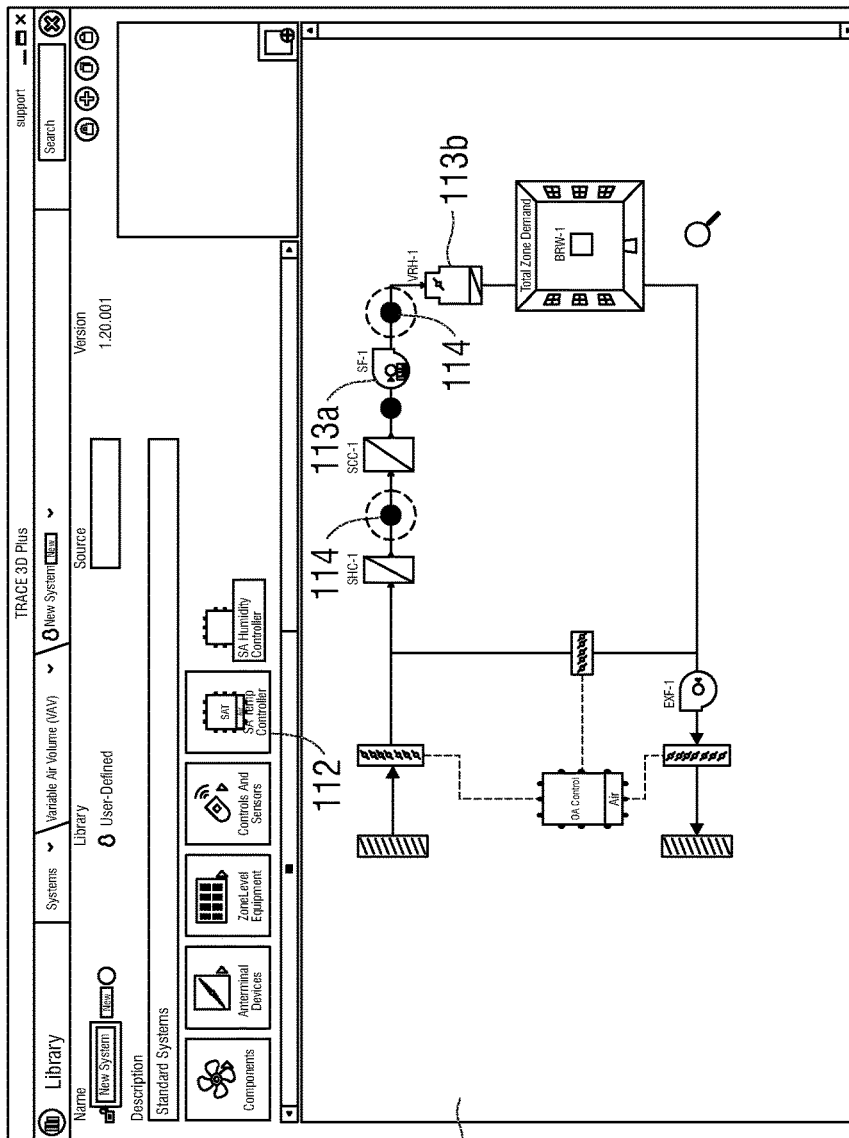 TRACE 3D Plus
support
Library
Systems
Variable Air Volume (VAV)
New System New
Search
Name
New System New
Library
User-Defined
Source
Version
1.20.001
Description
Standard Systems
Components
Anterminal
Devices
ZoneLevel
Equipment
Controls And
Sensors
SAT
Air
SA Temp
Controller
SA Humidity
Controller
112
114
113a
114
113b
SHC-1
SCC-1
SF-1
VRH-1
Total Zone Demand
BRW-1
OA Control
Air
EXF-1